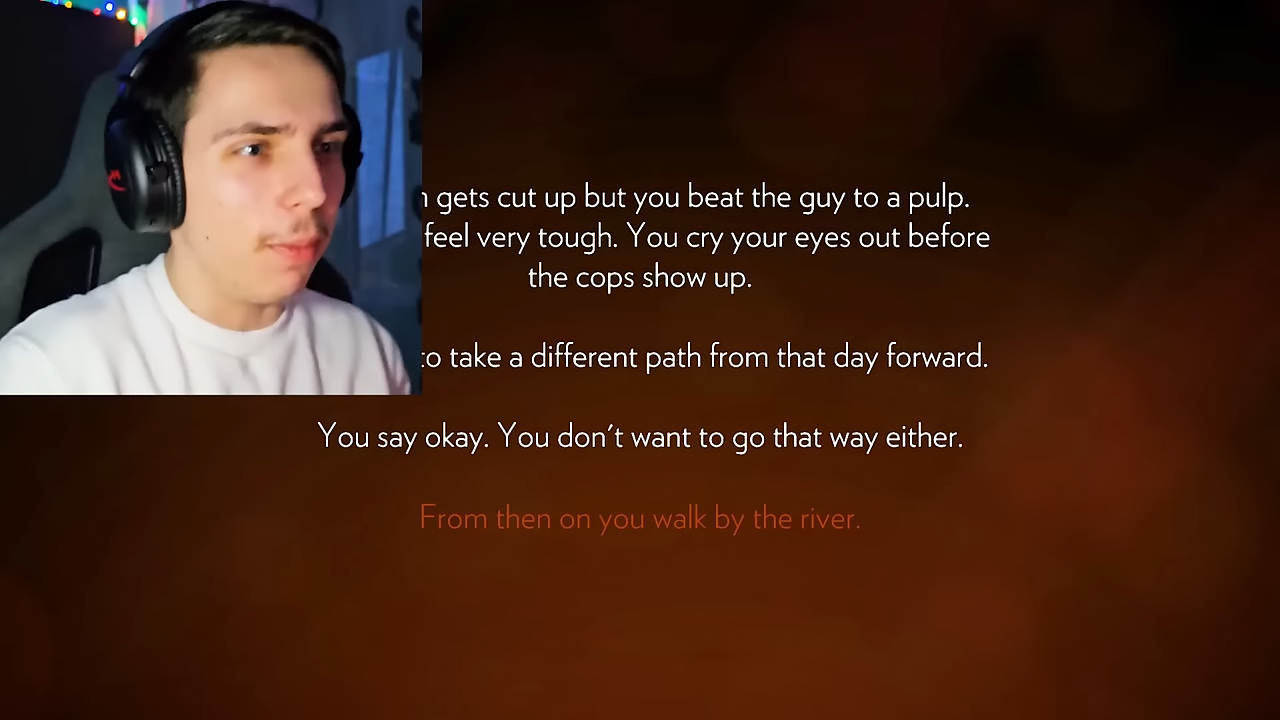 gets cut up but you beat the guy to a pulp.
feel very tough. You cry your eyes out before
the cops show up.
to take a different path from that day forward.
You say okay. You don't want to go that way either.
From then on you walk by the river.